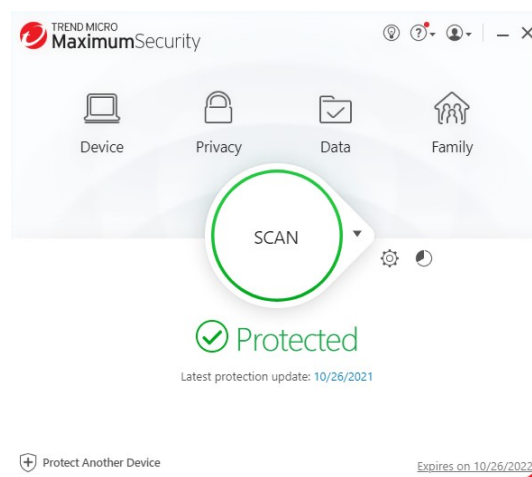 TREND MICRO
MaximumSecurity
Device
Privacy
Data
Family
SCAN
Protected
Latest protection update: 10/26/2021
Protect Another Device
Expires on 10/26/2022